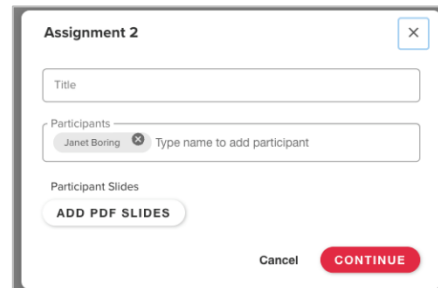 Assignment 2
Title
Participants
Janet Boring Type name to add participant
Participant Slides
ADD PDF SLIDES
Cancel CONTINUE